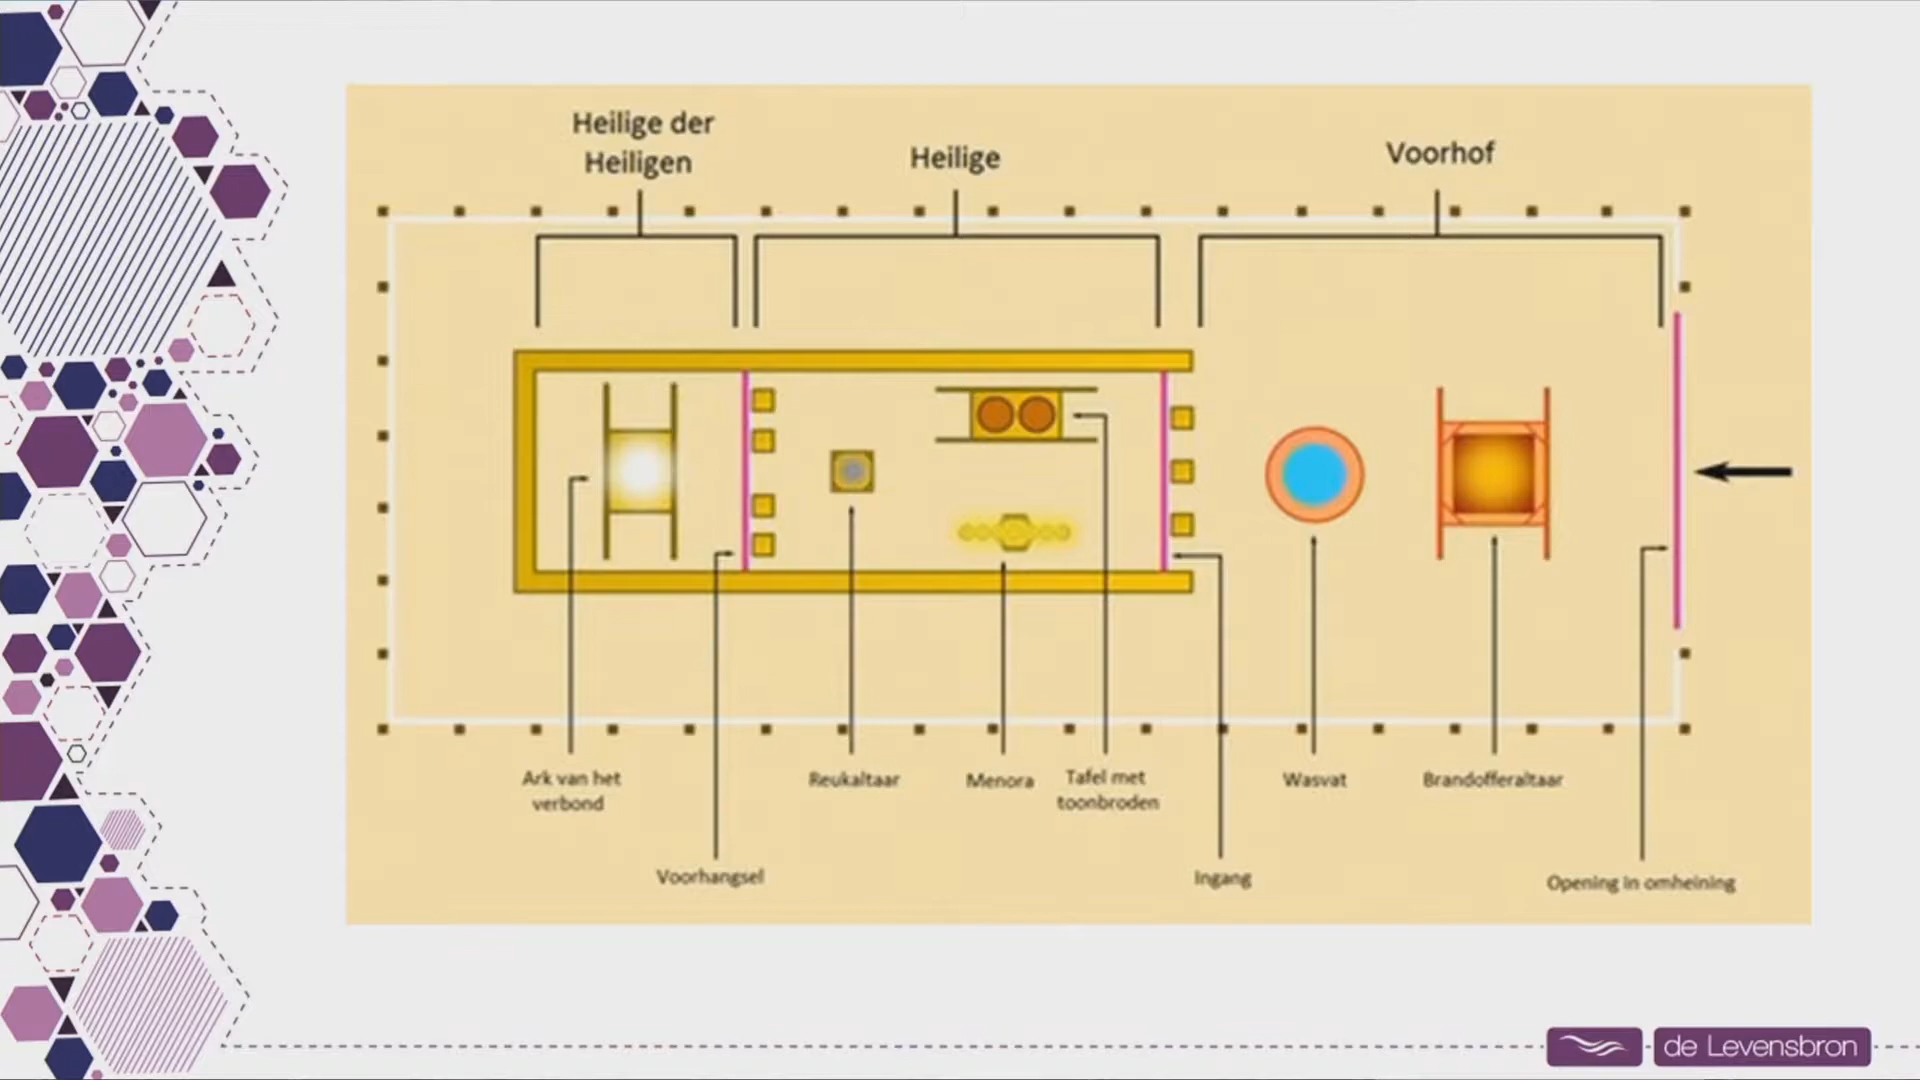 Heilige der
Heiligen
Heilige
Voorhof
Ark van het
verbond
Reukaltaar
Menora
Tafel met
toonbroden
Wasvat
Brandofferaltaar
Voorhangsel
Ingang
Opening in omheining
de Levensbron